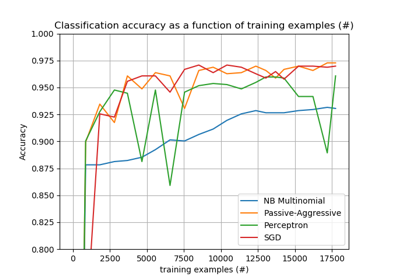 Classification accuracy as a function of training examples (#)
1.000
0.975
0.950
0.925
0.900
0.875
0.850
0.825
0.800
Accuracy
NB Multinomial
Passive-Aggressive
Perceptron
SGD
0 2500 5000 7500 10000 12500 15000 17500
training examples (#)